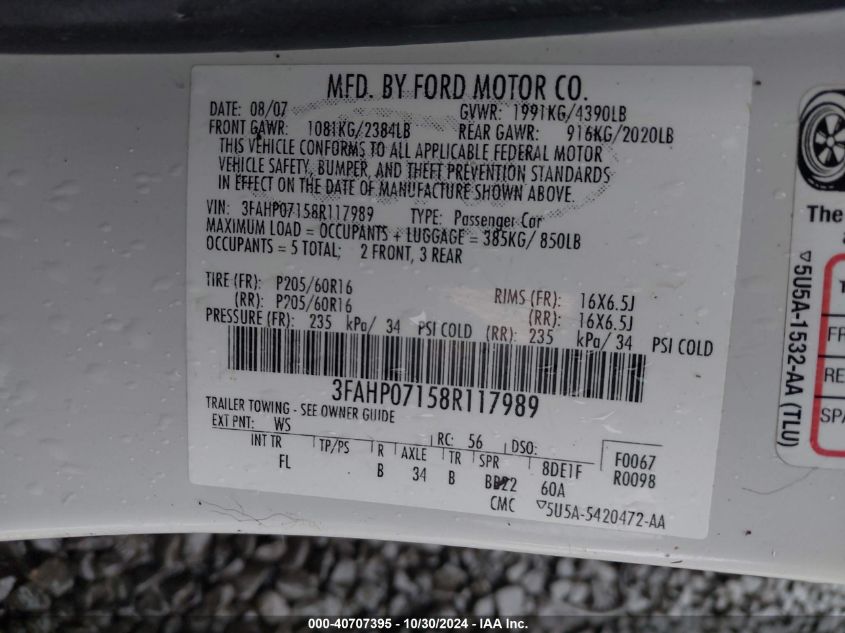 MFD. BY FORD MOTOR CO.
DATE: 08/07 GVWR: 1991KG/4390LB
FRONT GAWR: 1081KG/2384LB REAR GAWR: 916KG/2020LB
THIS VEHICLE CONFORMS TO ALL APPLICABLE FEDERAL MOTOR
VEHICLE SAFETY, BUMPER, AND THEFT PREVENTION STANDARDS
IN EFFECT ON THE DATE OF MANUFACTURE SHOWN ABOVE.
VIN: 3FAHP07158R117989 TYPE: Passenger Car
MAXIMUM LOAD = OCCUPANTS + LUGGAGE = 385KG/ 850LB
OCCUPANTS = 5 TOTAL; 2 FRONT, 3 REAR
TIRE (FR): P205/60R16 RIMS (FR): 16X6.5J
(RR): P205/60R16 (RR): 16X6.5J
PRESSURE (FR): 235 kPa/ 34 PSI COLD (RR): 235 kPa/ 34 PSI COLD
3FAHP07158R117989
TRAILER TOWING - SEE OWNER GUIDE
EXT PNT: WS RC: 56 DSO: F0067
INT TR TP/PS R AXLE TR SPR 8DE1F R0098
FL B 34 B BB22 60A
CMC ▽5U5A-5420472-AA
The
▽5U5A-1532-AA (TLU)
FR
RE
SPA
000-40707395 - 10/30/2024 - IAA Inc.